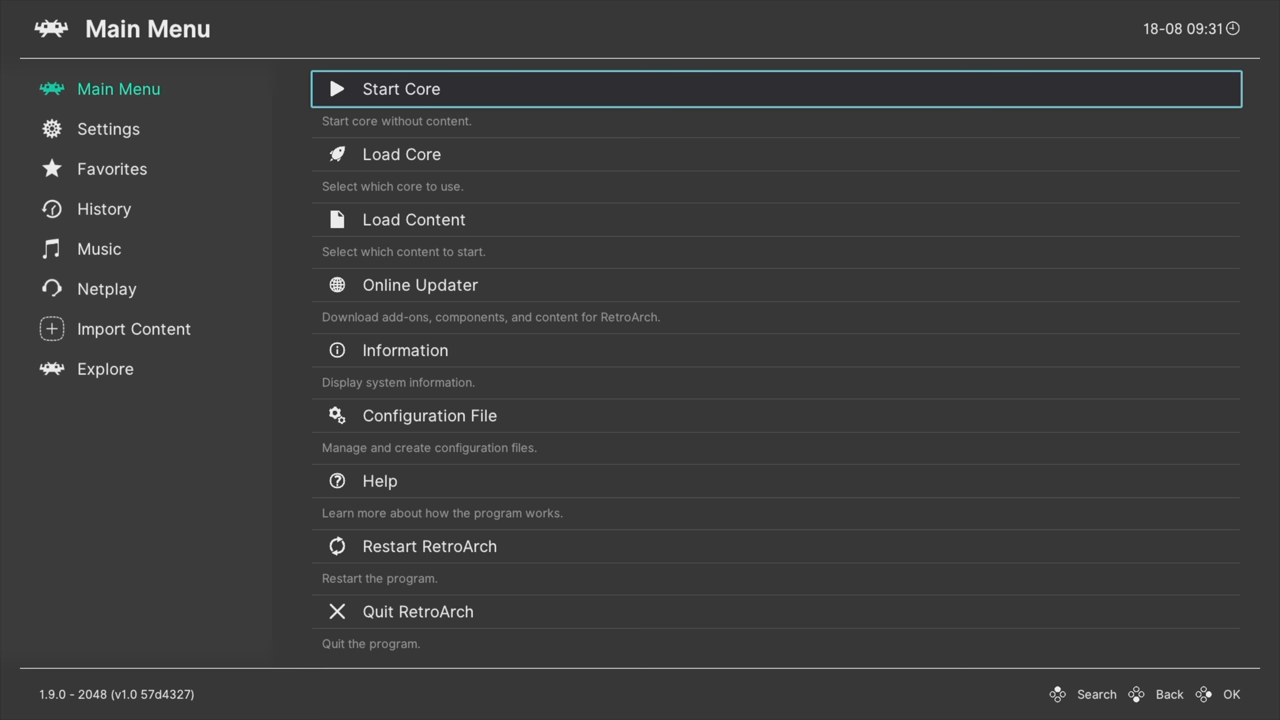 Main Menu
18-08 09:31
Main Menu
Settings
Favorites
History
Music
Netplay
Import Content
Explore
Start Core
Start core without content.
Load Core
Select which core to use.
Load Content
Select which content to start.
Online Updater
Download add-ons, components, and content for RetroArch.
Information
Display system information.
Configuration File
Manage and create configuration files.
Help
Learn more about how the program works.
Restart RetroArch
Restart the program.
Quit RetroArch
Quit the program.
1.9.0 - 2048 (v1.0 57d4327)
Search Back OK